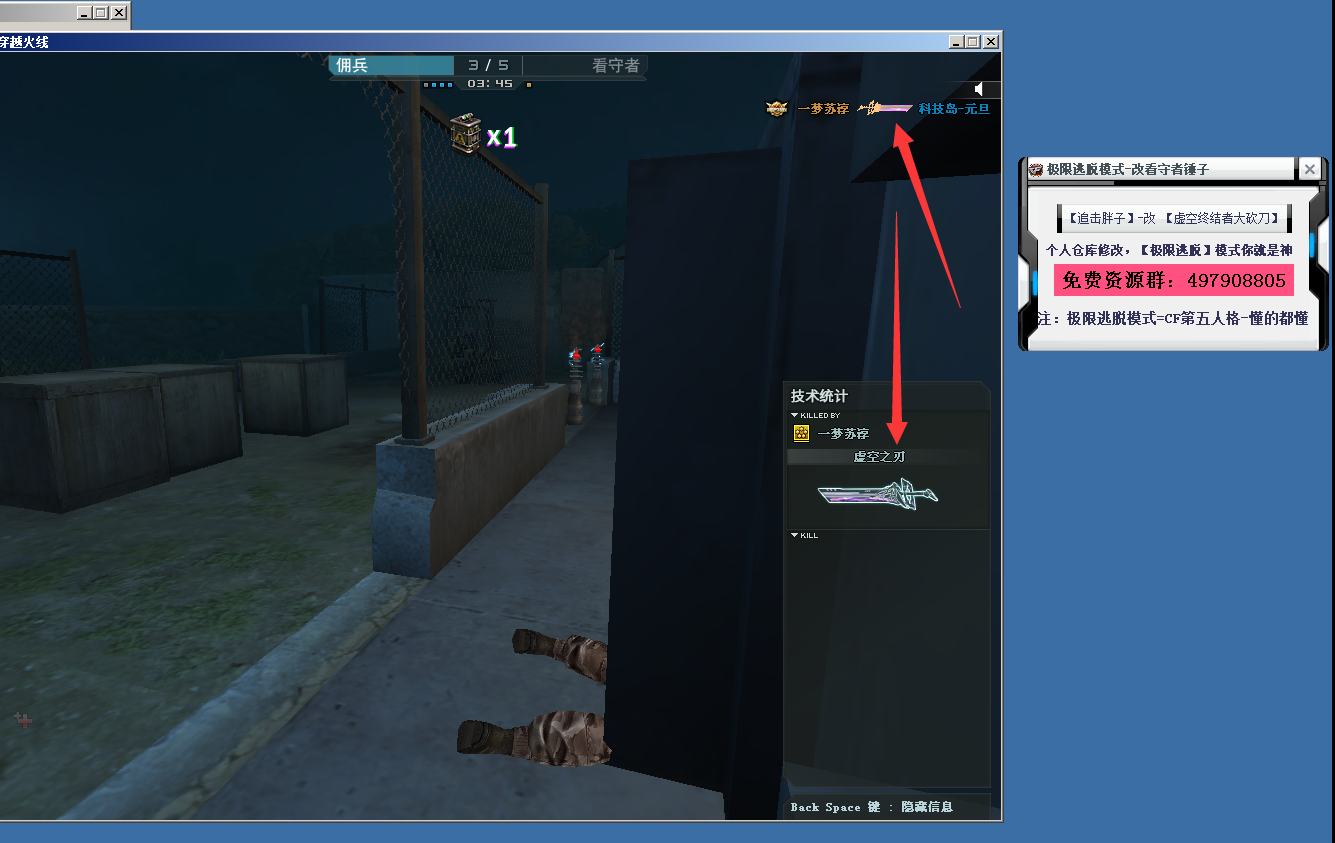 穿越火线
佣兵
3 / 5
看守者
03:45
一梦苏谆
科技岛-元旦
x1
技术统计
KILLED BY
一梦苏谆
虚空之刃
KILL
Back Space 键 : 隐藏信息
极限逃脱模式-改看守者锤子
【追击胖子】-改 【虚空终结者大砍刀】
个人仓库修改,【极限逃脱】模式你就是神
免费资源群: 497908805
注: 极限逃脱模式=CF第五人格-懂的都懂